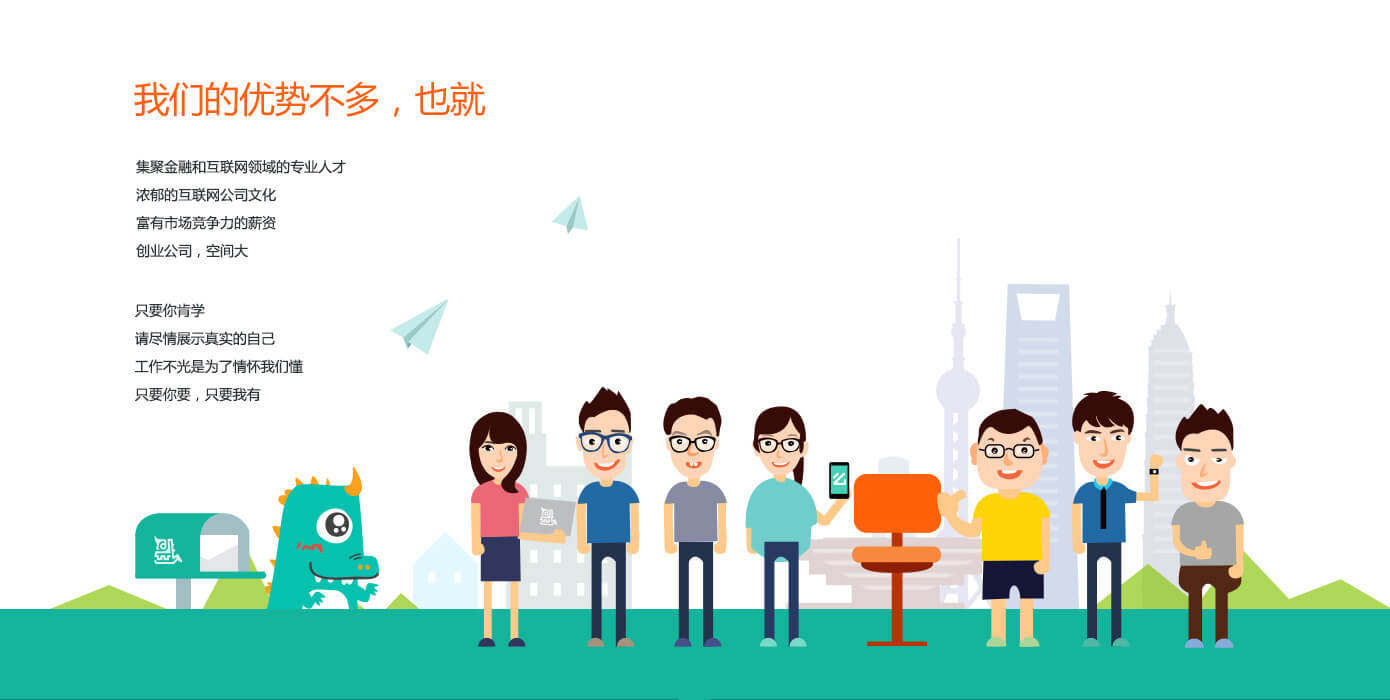 我们的优势不多，也就
集聚金融和互联网领域的专业人才
浓郁的互联网公司文化
富有市场竞争力的薪资
创业公司，空间大
只要你肯学
请尽情展示真实的自己
工作不光是为了情怀我们懂
只要你要，只要我有